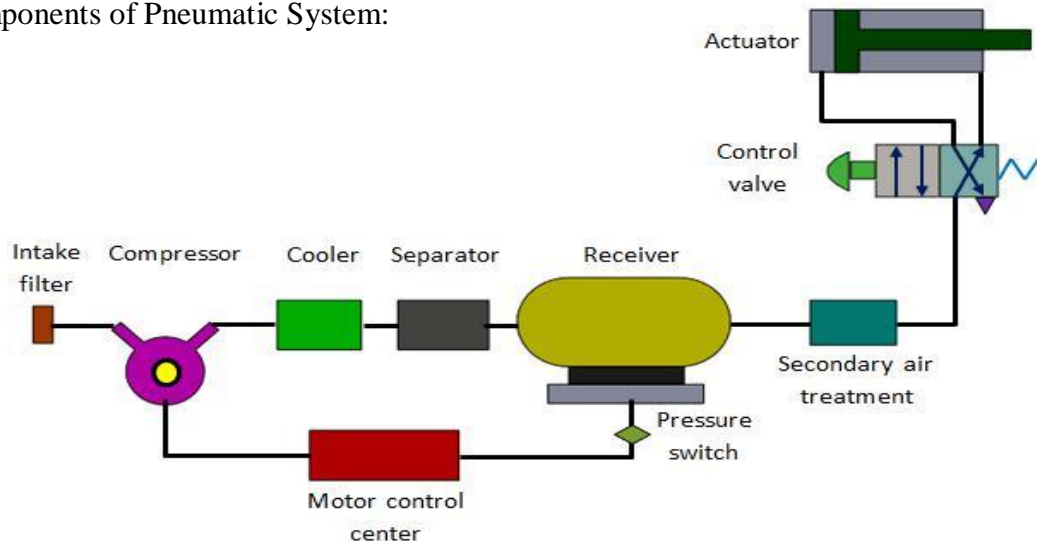 ponents of Pneumatic System:
Actuator
Control
valve
Intake
filter
Compressor
Cooler
Separator
Receiver
Secondary air
treatment
Pressure
switch
Motor control
center